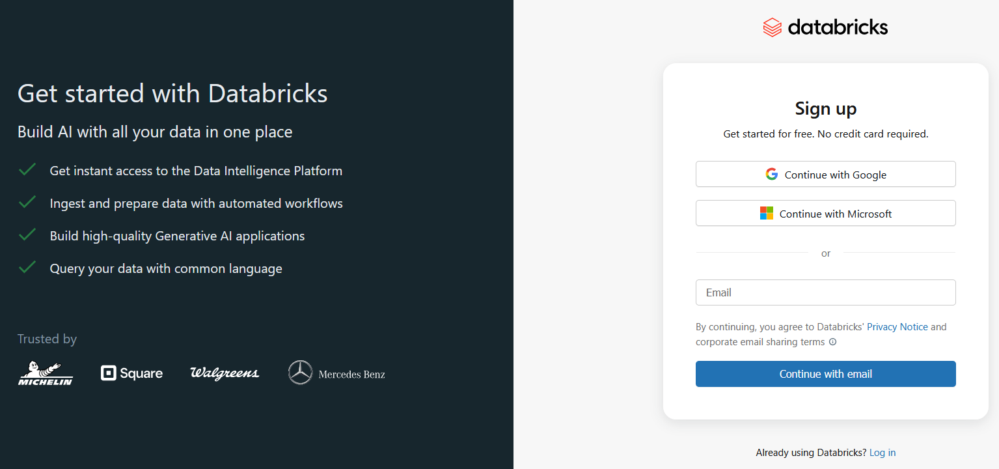 Get started with Databricks
Build AI with all your data in one place
Get instant access to the Data Intelligence Platform
Ingest and prepare data with automated workflows
Build high-quality Generative AI applications
Query your data with common language
Trusted by
MICHELIN
Square
Walgreens
Mercedes Benz
databricks
Sign up
Get started for free. No credit card required.
Continue with Google
Continue with Microsoft
or
Email
By continuing, you agree to Databricks' Privacy Notice and
corporate email sharing terms
Continue with email
Already using Databricks? Log in